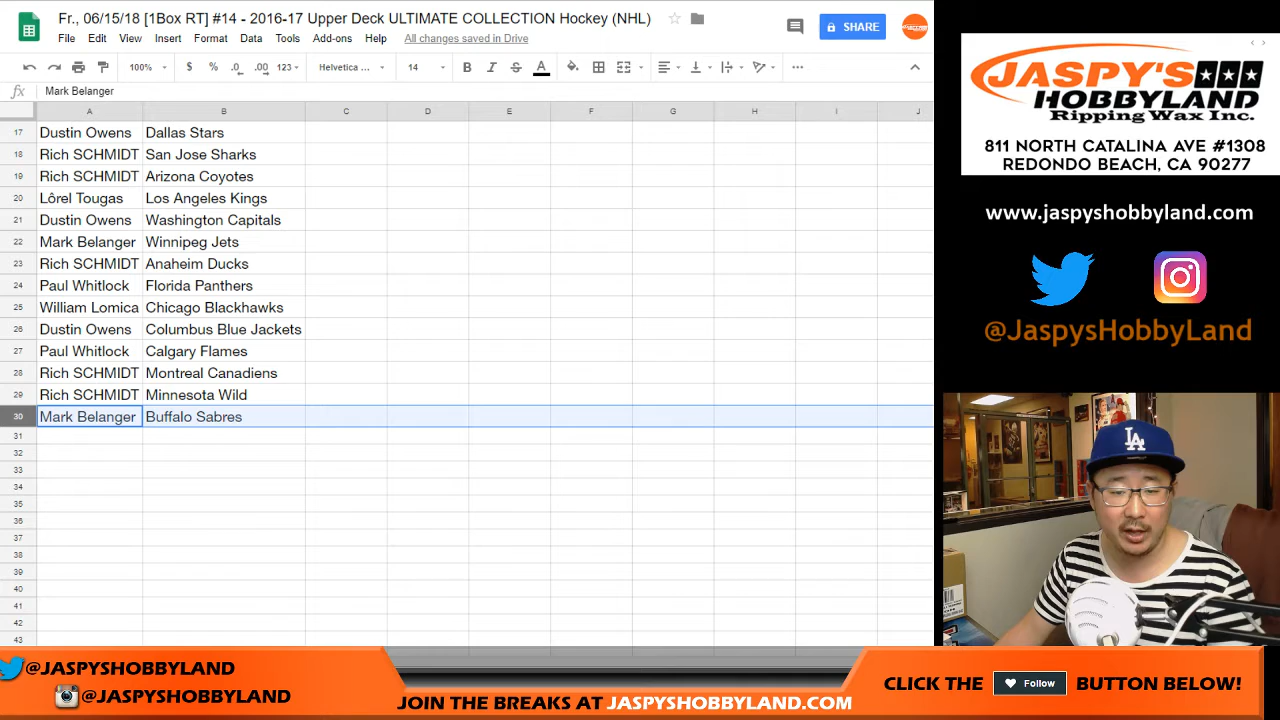 Fr., 06/15/18 [1Box RT] #14 - 2016-17 Upper Deck ULTIMATE COLLECTION Hockey (NHL)
File Edit View Insert Format Data Tools Add-ons Help All changes saved in Drive
SHARE
100% $ % .0 .00 123 Helvetica ... 14 B I S A
fx Mark Belanger
A B C D E F G H I J
17 Dustin Owens Dallas Stars
18 Rich SCHMIDT San Jose Sharks
19 Rich SCHMIDT Arizona Coyotes
20 Lôrel Tougas Los Angeles Kings
21 Dustin Owens Washington Capitals
22 Mark Belanger Winnipeg Jets
23 Rich SCHMIDT Anaheim Ducks
24 Paul Whitlock Florida Panthers
25 William Lomica Chicago Blackhawks
26 Dustin Owens Columbus Blue Jackets
27 Paul Whitlock Calgary Flames
28 Rich SCHMIDT Montreal Canadiens
29 Rich SCHMIDT Minnesota Wild
30 Mark Belanger Buffalo Sabres
31
32
33
34
35
36
37
38
39
40
41
42
43
JASPY'S
HOBBYLAND
Ripping Wax Inc.
811 NORTH CATALINA AVE #1308
REDONDO BEACH, CA 90277
www.jaspyshobbyland.com
@JaspysHobbyLand
LA
@JASPYSHOBBYLAND
@JASPYSHOBBYLAND
JOIN THE BREAKS AT JASPYSHOBBYLAND.COM
CLICK THE Follow BUTTON BELOW!